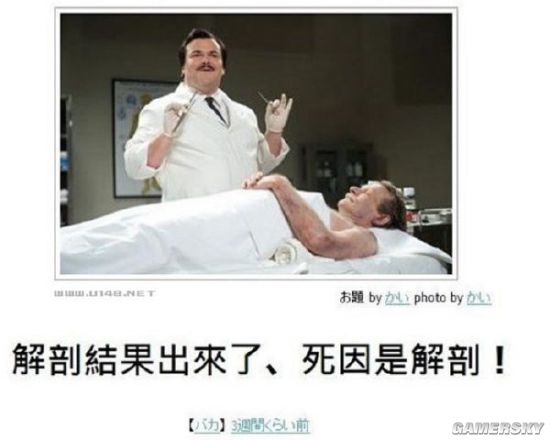 WWW.U148.NET
お題 by かい photo by かい
解剖結果出來了、死因是解剖！
【バカ】3週間くらい前
GAMERSKY